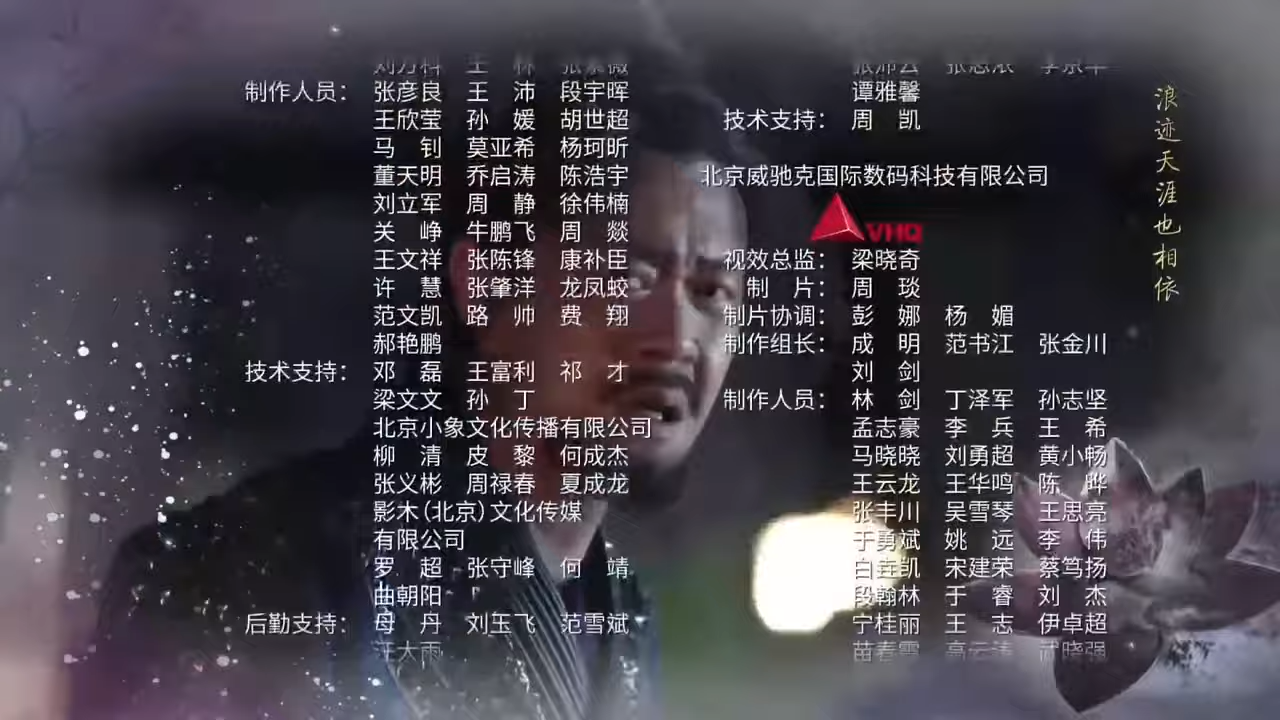 制作人员： 张彦良 王沛 段宇晖
王欣莹 孙媛 胡世超
马钊 莫亚希 杨珂昕
董天明 乔启涛 陈浩宇
刘立军 周静 徐伟楠
关峥 牛鹏飞 周燚
王文祥 张陈锋 康补臣
许慧 张肇洋 龙凤蛟
范文凯 路帅 费翔
郝艳鹏
技术支持： 邓磊 王富利 祁才
梁文文 孙丁
北京小象文化传播有限公司
柳清 皮黎 何成杰
张义彬 周禄春 夏成龙
影木(北京)文化传媒
有限公司
罗超 张守峰 何靖
曲朝阳
后勤支持： 母丹 刘玉飞 范雪斌
汪大雨
谭雅馨
技术支持： 周凯
北京威驰克国际数码科技有限公司
VHQ
视效总监： 梁晓奇
制片： 周琰
制片协调： 彭娜 杨媚
制作组长： 成明 范书江 张金川
刘剑
制作人员： 林剑 丁泽军 孙志坚
孟志豪 李兵 王希
马晓晓 刘勇超 黄小畅
王云龙 王华鸣 陈晔
张丰川 吴雪琴 王思亮
于勇斌 姚远 李伟
白垚凯 宋建荣 蔡笃扬
段翰林 于睿 刘杰
宁桂丽 王志 伊卓超
浪迹天涯也相依